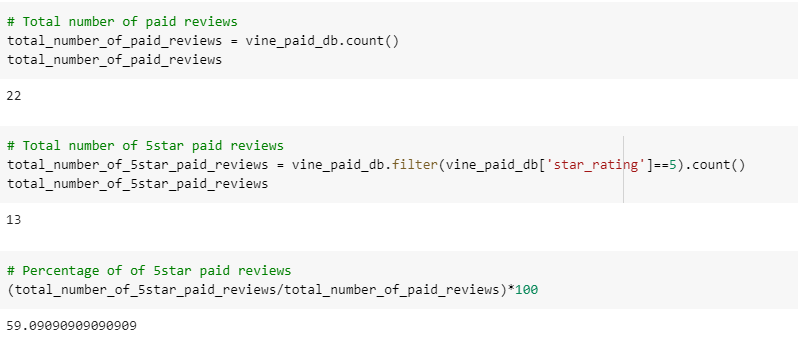 # Total number of paid reviews
total_number_of_paid_reviews = vine_paid_db.count()
total_number_of_paid_reviews
22
# Total number of 5star paid reviews
total_number_of_5star_paid_reviews = vine_paid_db.filter(vine_paid_db['star_rating']==5).count()
total_number_of_5star_paid_reviews
13
# Percentage of of 5star paid reviews
(total_number_of_5star_paid_reviews/total_number_of_paid_reviews)*100
59.09090909090909